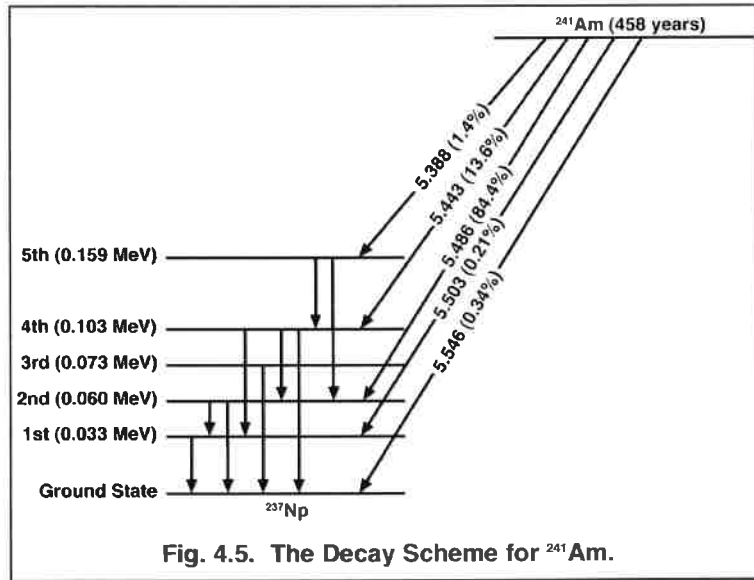 ²⁴¹Am (458 years)
5.388 (1.4%)
5.443 (13.6%)
5.486 (84.4%)
5.503 (0.21%)
5.546 (0.34%)
5th (0.159 MeV)
4th (0.103 MeV)
3rd (0.073 MeV)
2nd (0.060 MeV)
1st (0.033 MeV)
Ground State
²³⁷Np
Fig. 4.5. The Decay Scheme for ²⁴¹Am.